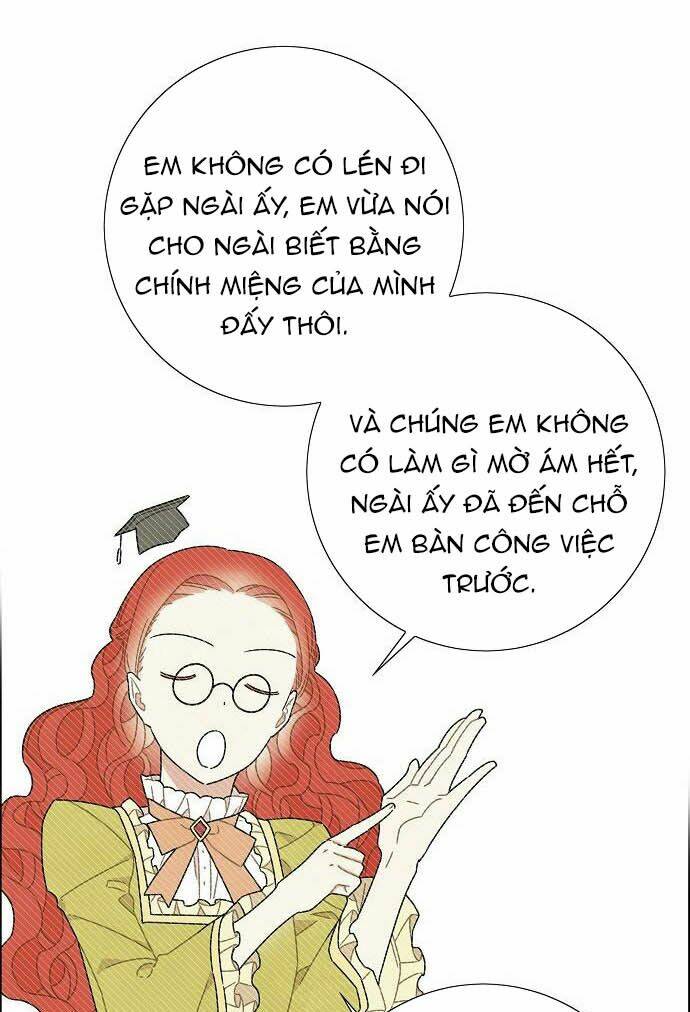 EM KHÔNG CÓ LÉN ĐI
GẶP NGÀI ẤY, EM VỪA NÓI
CHO NGÀI BIẾT BẰNG
CHÍNH MIỆNG CỦA MÌNH
ĐẤY THÔI.
VÀ CHÚNG EM KHÔNG
CÓ LÀM GÌ MỜ ÁM HẾT,
NGÀI ẤY ĐÃ ĐẾN CHỖ
EM BÀN CÔNG VIỆC
TRƯỚC.